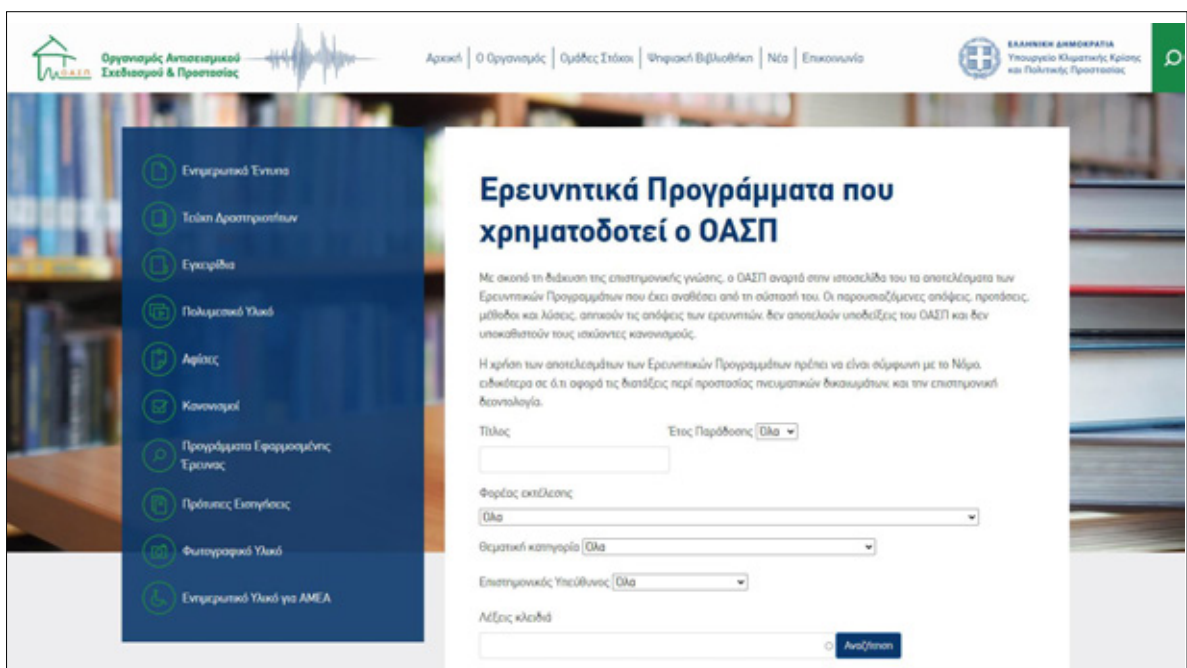 Οργανισμός Αντισεισμικού
Σχεδιασμού & Προστασίας
ΟΑΣΠ
Αρχική | Ο Οργανισμός | Ομάδες Στόχοι | Ψηφιακή Βιβλιοθήκη | Νέα | Επικοινωνία
ΕΛΛΗΝΙΚΗ ΔΗΜΟΚΡΑΤΙΑ
Υπουργείο Κλιματικής Κρίσης
και Πολιτικής Προστασίας
Ενημερωτικά Έντυπα
Τεύχη Δραστηριοτήτων
Εγχειρίδια
Πολυμεσικό Υλικό
Αφίσες
Κανονισμοί
Προγράμματα Εφαρμοσμένης
Έρευνας
Πρότυπες Εισηγήσεις
Φωτογραφικό Υλικό
Ενημερωτικό Υλικό για ΑΜΕΑ
Ερευνητικά Προγράμματα που
χρηματοδοτεί ο ΟΑΣΠ
Με σκοπό τη διάχυση της επιστημονικής γνώσης, ο ΟΑΣΠ αναρτά στην ιστοσελίδα του τα αποτελέσματα των
Ερευνητικών Προγραμμάτων που έχει αναθέσει από τη σύστασή του. Οι παρουσιαζόμενες απόψεις, προτάσεις,
μέθοδοι και λύσεις, απηχούν τις απόψεις των ερευνητών, δεν αποτελούν υποδείξεις του ΟΑΣΠ και δεν
υποκαθιστούν τους ισχύοντες κανονισμούς.
Η χρήση των αποτελεσμάτων των Ερευνητικών Προγραμμάτων πρέπει να είναι σύμφωνη με το Νόμο,
ειδικότερα σε ό,τι αφορά τις διατάξεις περί προστασίας πνευματικών δικαιωμάτων, και την επιστημονική
δεοντολογία.
Τίτλος
Έτος Παράδοσης Όλα
Φορέας εκτέλεσης
Όλα
Θεματική κατηγορία Όλα
Επιστημονικός Υπεύθυνος Όλα
Λέξεις κλειδιά
Αναζήτηση